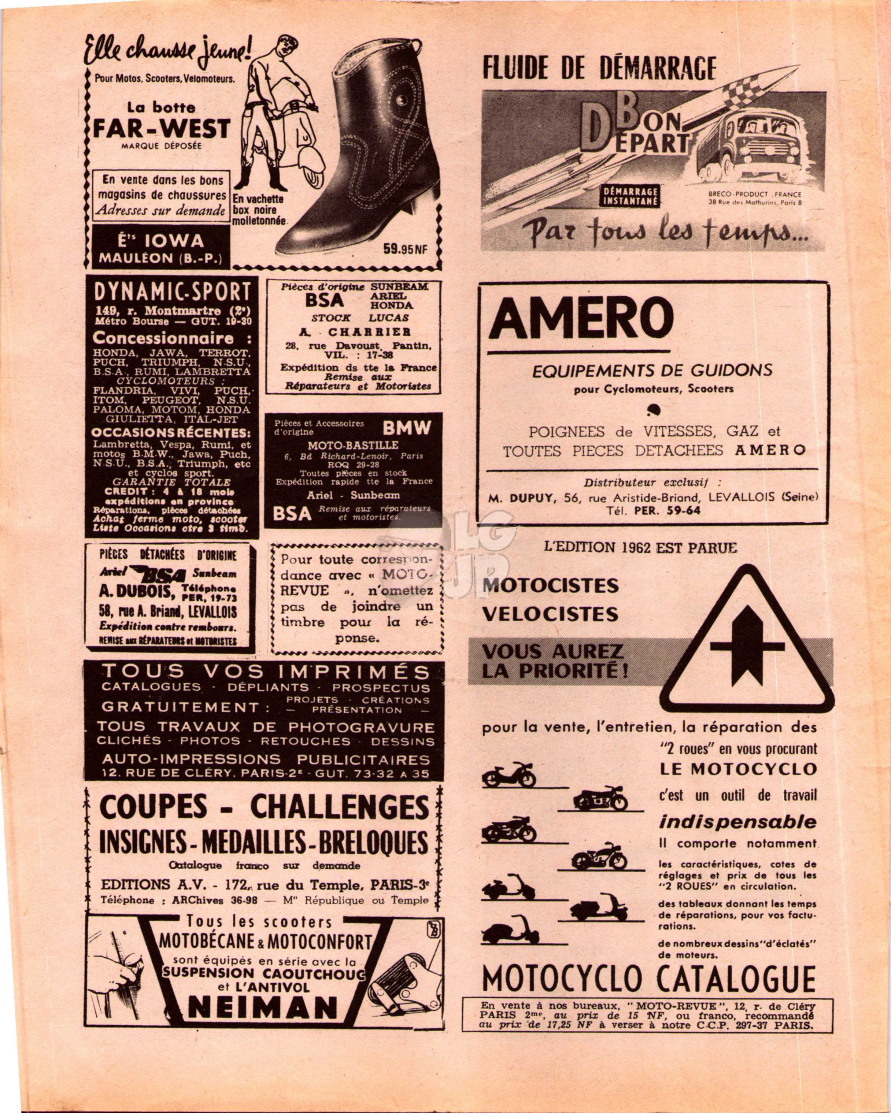 Elle chausse jeune!
Pour Motos, Scooters, Velomoteurs.
La botte
FAR-WEST
MARQUE DÉPOSÉE
En vente dans les bons
magasins de chaussures
Adresses sur demande
Éts IOWA
MAULÉON (B.-P.)
En vachette
box noire
molletonnée
59.95 NF
DYNAMIC-SPORT
149, r. Montmartre (2e)
Métro Bourse — GUT. 19-30
Concessionnaire :
HONDA, JAWA, TERROT,
PUCH, TRIUMPH, N.S.U.,
B.S.A., RUMI, LAMBRETTA
CYCLOMOTEURS :
FLANDRIA, VIVI, PUCH,
ITOM, PEUGEOT, N.S.U.
PALOMA, MOTOM, HONDA
GIULIETTA, ITAL-JET
OCCASIONS RÉCENTES:
Lambretta, Vespa, Rumi, et
motos B.M.W., Jawa, Puch,
N.S.U., B.S.A., Triumph, etc
et cyclos sport.
GARANTIE TOTALE
CREDIT : 4 à 18 mois
expéditions en province
Réparations, pièces détachées
Achat ferme moto, scooter
Liste Occasions ctre 3 timb.
Pièces d'origine SUNBEAM
BSA ARIEL
HONDA
STOCK LUCAS
A. CHARRIER
28, rue Davoust, Pantin,
VIL. : 17-38
Expédition ds tte la France
Remise aux
Réparateurs et Motoristes
Pièces et Accessoires
d'origine BMW
MOTO-BASTILLE
6, Bd Richard-Lenoir, Paris
ROQ 29-28
Toutes pièces en stock
Expédition rapide tte la France
Ariel - Sunbeam
BSA Remise aux réparateurs
et motoristes.
PIÈCES DÉTACHÉES D'ORIGINE
Ariel BSA Sunbeam
A. DUBOIS, Téléphone
PER. 19-73
58, rue A. Briand, LEVALLOIS
Expédition contre rembours.
REMISE aux RÉPARATEURS et MOTORISTES
Pour toute correspon-
dance avec « MOTO-
REVUE », n'omettez
pas de joindre un
timbre pour la ré-
ponse.
TOUS VOS IMPRIMÉS
CATALOGUES - DÉPLIANTS - PROSPECTUS
GRATUITEMENT : PROJETS - CRÉATIONS
— PRÉSENTATION —
TOUS TRAVAUX DE PHOTOGRAVURE
CLICHÉS - PHOTOS - RETOUCHES - DESSINS
AUTO-IMPRESSIONS PUBLICITAIRES
12, RUE DE CLÉRY, PARIS-2e - GUT. 73-32 A 35
COUPES - CHALLENGES
INSIGNES - MEDAILLES - BRELOQUES
Catalogue franco sur demande
EDITIONS A.V. - 172, rue du Temple, PARIS-3e
Téléphone : ARChives 36-98 — Mo République ou Temple
Tous les scooters
MOTOBÉCANE & MOTOCONFORT
sont équipés en série avec la
SUSPENSION CAOUTCHOUC
et L'ANTIVOL
NEIMAN
FLUIDE DE DÉMARRAGE
BON
DÉPART
DÉMARRAGE
INSTANTANÉ
BRECO-PRODUCT FRANCE
38 Rue des Mathurins, Paris 8
Par tous les temps...
AMERO
EQUIPEMENTS DE GUIDONS
pour Cyclomoteurs, Scooters
POIGNEES de VITESSES, GAZ et
TOUTES PIECES DETACHEES AMERO
Distributeur exclusif :
M. DUPUY, 56, rue Aristide-Briand, LEVALLOIS (Seine)
Tél. PER. 59-64
L'EDITION 1962 EST PARUE
MOTOCISTES
VELOCISTES
VOUS AUREZ
LA PRIORITÉ !
pour la vente, l'entretien, la réparation des
"2 roues" en vous procurant
LE MOTOCYCLO
c'est un outil de travail
indispensable
Il comporte notamment
les caractéristiques, cotes de
réglages et prix de tous les
"2 ROUES" en circulation.
des tableaux donnant les temps
de réparations, pour vos factu-
rations.
de nombreux dessins "d'éclatés"
de moteurs.
MOTOCYCLO CATALOGUE
En vente à nos bureaux, "MOTO-REVUE", 12, r. de Cléry
PARIS 2me, au prix de 15 NF, ou franco, recommandé
au prix de 17,25 NF à verser à notre C.C.P. 297-37 PARIS.
LG
JP